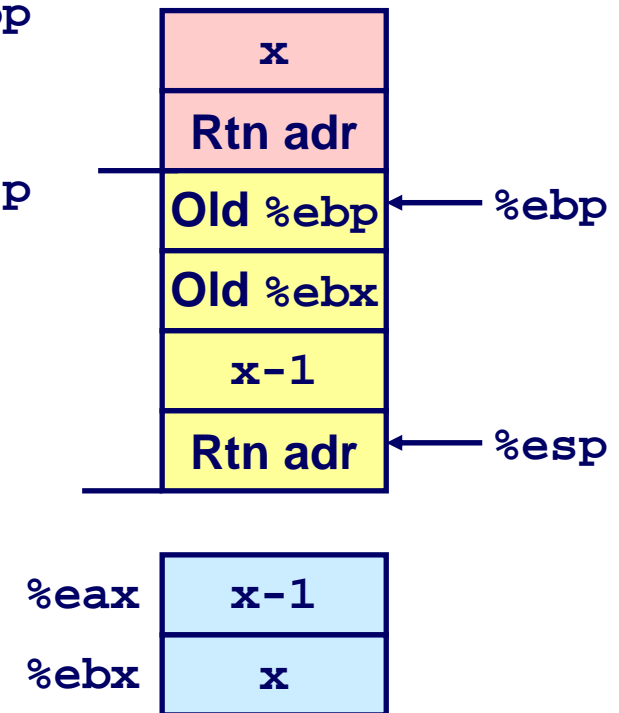 p
x
Rtn adr
p
Old %ebp
%ebp
Old %ebx
x-1
Rtn adr
%esp
%eax
x-1
%ebx
x